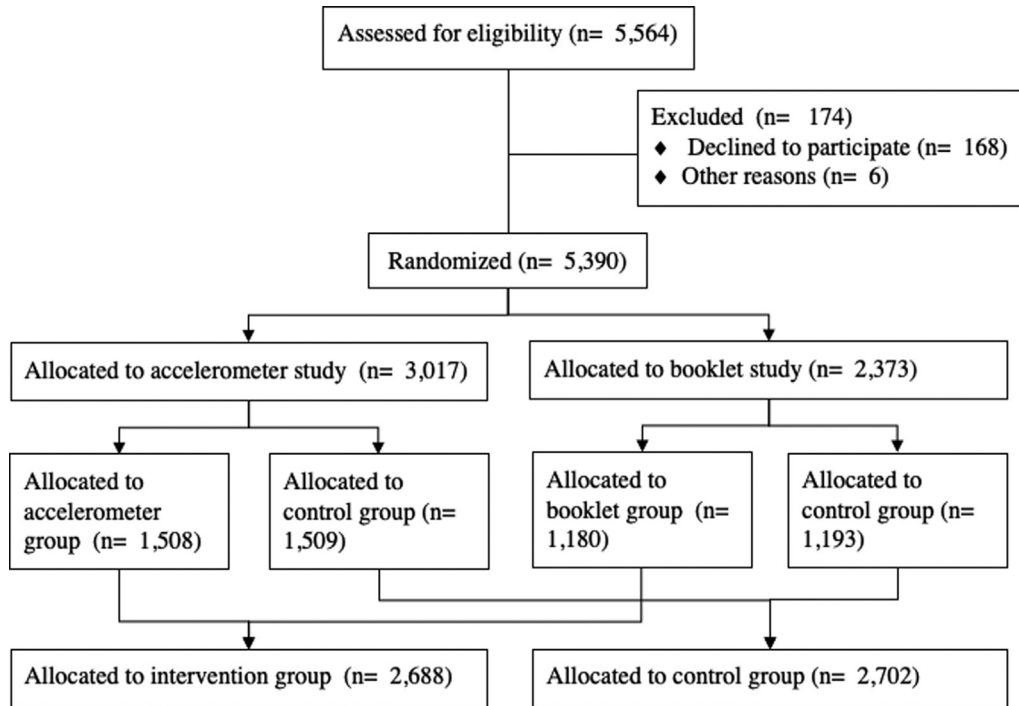 Assessed for eligibility (n= 5,564)
Excluded (n= 174)
♦ Declined to participate (n= 168)
♦ Other reasons (n= 6)
Randomized (n= 5,390)
Allocated to accelerometer study (n= 3,017)
Allocated to booklet study (n= 2,373)
Allocated to
accelerometer
group (n= 1,508)
Allocated to
control group (n=
1,509)
Allocated to
booklet group (n=
1,180)
Allocated to
control group (n=
1,193)
Allocated to intervention group (n= 2,688)
Allocated to control group (n= 2,702)